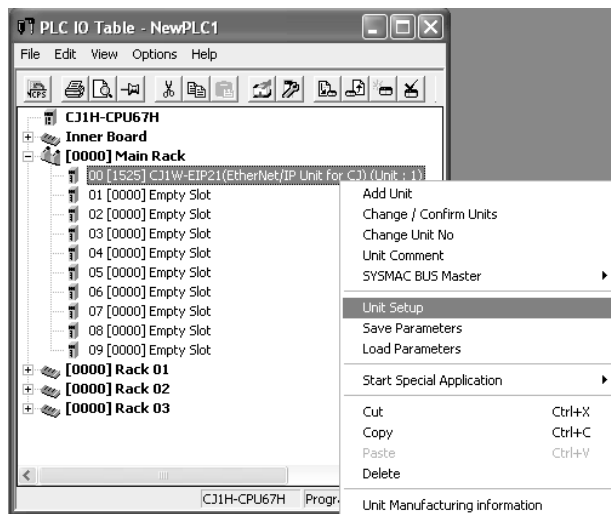 PLC IO Table - NewPLC1
File Edit View Options Help
CJ1H-CPU67H
Inner Board
[0000] Main Rack
00 [1525] CJ1W-EIP21(EtherNet/IP Unit for CJ) (Unit : 1)
01 [0000] Empty Slot
02 [0000] Empty Slot
03 [0000] Empty Slot
04 [0000] Empty Slot
05 [0000] Empty Slot
06 [0000] Empty Slot
07 [0000] Empty Slot
08 [0000] Empty Slot
09 [0000] Empty Slot
[0000] Rack 01
[0000] Rack 02
[0000] Rack 03
CJ1H-CPU67H
Add Unit
Change / Confirm Units
Change Unit No
Unit Comment
SYSMAC BUS Master
Unit Setup
Save Parameters
Load Parameters
Start Special Application
Cut Ctrl+X
Copy Ctrl+C
Paste Ctrl+V
Delete
Unit Manufacturing information